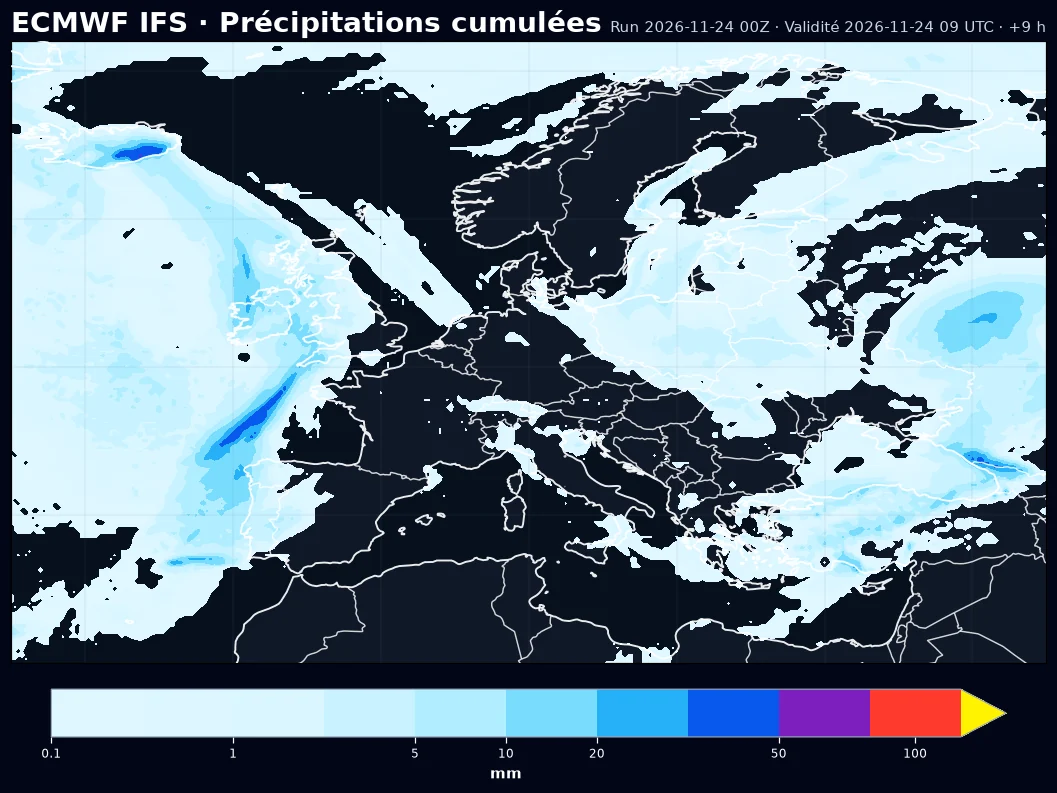 ECMWF IFS · Précipitations cumulées Run 2026-11-24 00Z · Validité 2026-11-24 09 UTC · +9 h
0.1 1 5 10 20 50 100
mm